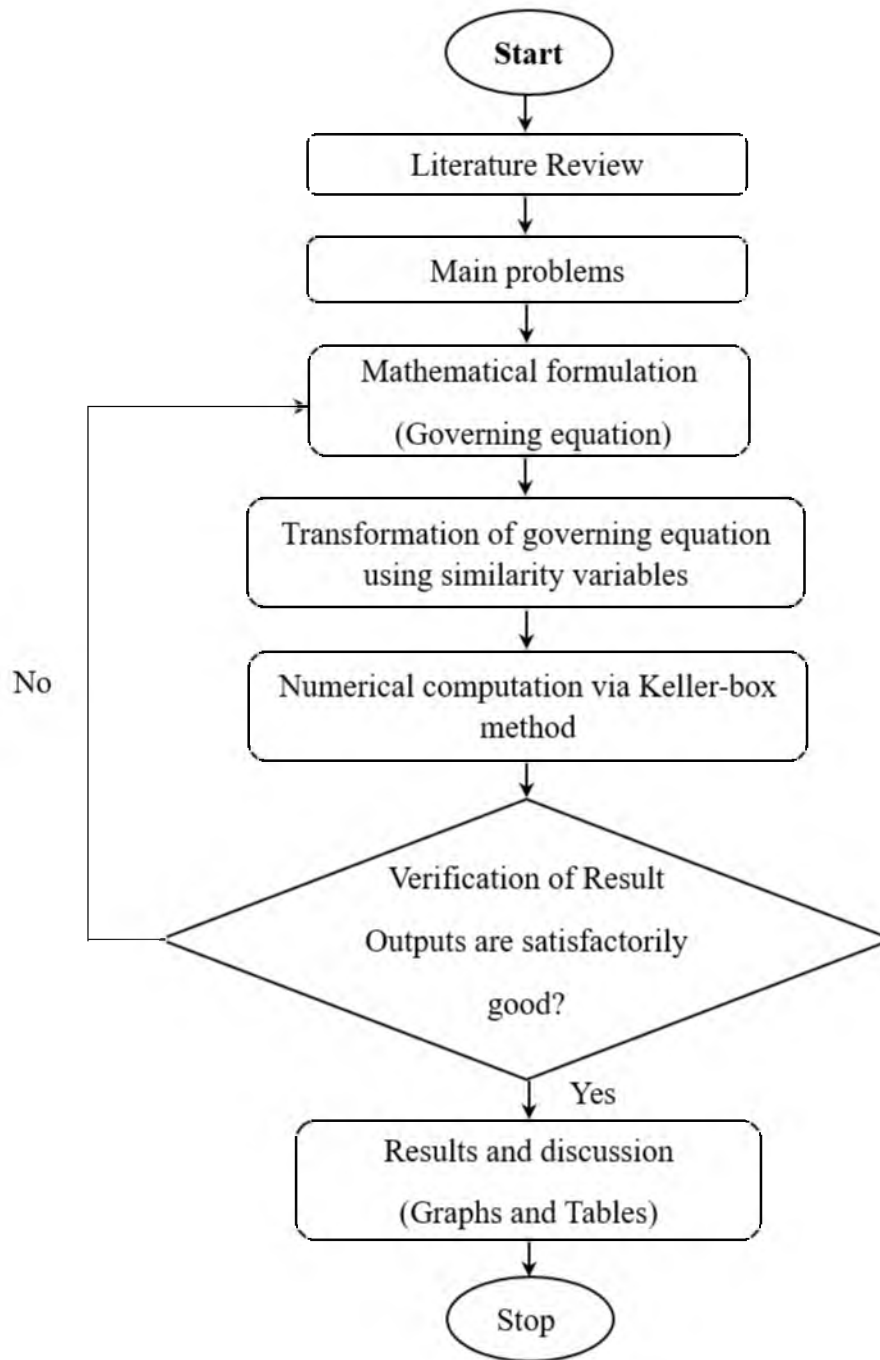 Start
Literature Review
Main problems
Mathematical formulation
(Governing equation)
Transformation of governing equation
using similarity variables
Numerical computation via Keller-box
method
No
Verification of Result
Outputs are satisfactorily
good?
Yes
Results and discussion
(Graphs and Tables)
Stop